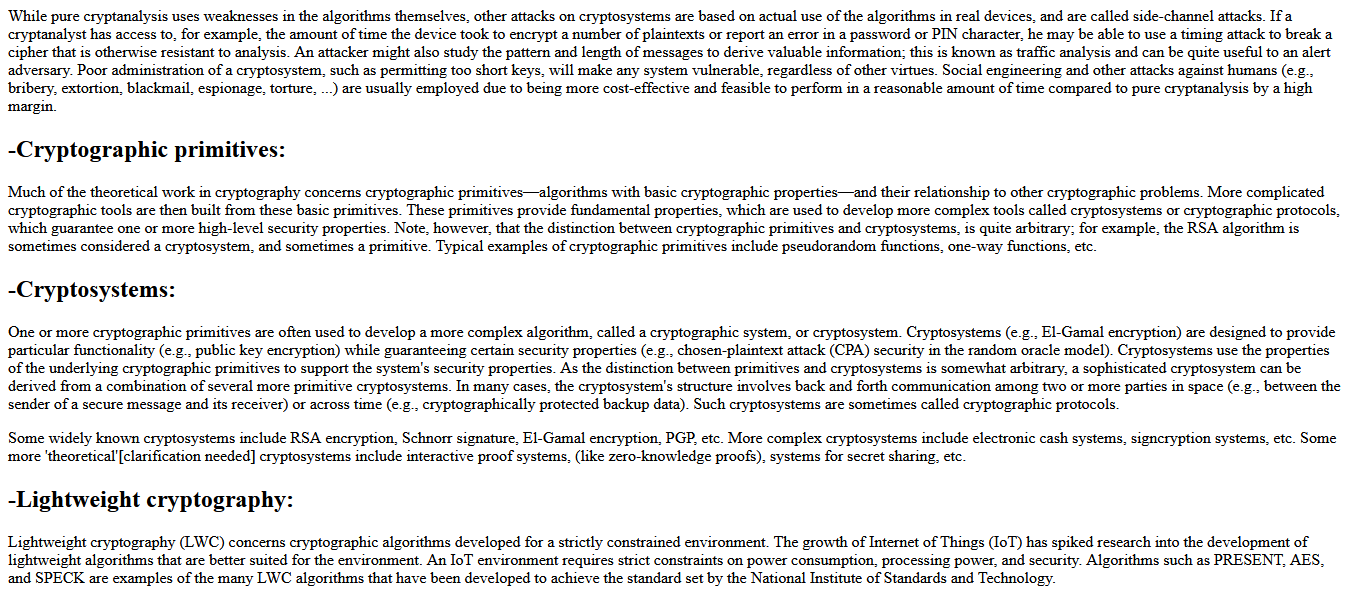 While pure cryptanalysis uses weaknesses in the algorithms themselves, other attacks on cryptosystems are based on actual use of the algorithms in real devices, and are called side-channel attacks. If a
cryptanalyst has access to, for example, the amount of time the device took to encrypt a number of plaintexts or report an error in a password or PIN character, he may be able to use a timing attack to break a
cipher that is otherwise resistant to analysis. An attacker might also study the pattern and length of messages to derive valuable information; this is known as traffic analysis and can be quite useful to an alert
adversary. Poor administration of a cryptosystem, such as permitting too short keys, will make any system vulnerable, regardless of other virtues. Social engineering and other attacks against humans (e.g.,
bribery, extortion, blackmail, espionage, torture, ...) are usually employed due to being more cost-effective and feasible to perform in a reasonable amount of time compared to pure cryptanalysis by a high
margin.
-Cryptographic primitives:
Much of the theoretical work in cryptography concerns cryptographic primitives—algorithms with basic cryptographic properties—and their relationship to other cryptographic problems. More complicated
cryptographic tools are then built from these basic primitives. These primitives provide fundamental properties, which are used to develop more complex tools called cryptosystems or cryptographic protocols,
which guarantee one or more high-level security properties. Note, however, that the distinction between cryptographic primitives and cryptosystems, is quite arbitrary; for example, the RSA algorithm is
sometimes considered a cryptosystem, and sometimes a primitive. Typical examples of cryptographic primitives include pseudorandom functions, one-way functions, etc.
-Cryptosystems:
One or more cryptographic primitives are often used to develop a more complex algorithm, called a cryptographic system, or cryptosystem. Cryptosystems (e.g., El-Gamal encryption) are designed to provide
particular functionality (e.g., public key encryption) while guaranteeing certain security properties (e.g., chosen-plaintext attack (CPA) security in the random oracle model). Cryptosystems use the properties
of the underlying cryptographic primitives to support the system's security properties. As the distinction between primitives and cryptosystems is somewhat arbitrary, a sophisticated cryptosystem can be
derived from a combination of several more primitive cryptosystems. In many cases, the cryptosystem's structure involves back and forth communication among two or more parties in space (e.g., between the
sender of a secure message and its receiver) or across time (e.g., cryptographically protected backup data). Such cryptosystems are sometimes called cryptographic protocols.
Some widely known cryptosystems include RSA encryption, Schnorr signature, El-Gamal encryption, PGP, etc. More complex cryptosystems include electronic cash systems, signcryption systems, etc. Some
more 'theoretical'[clarification needed] cryptosystems include interactive proof systems, (like zero-knowledge proofs), systems for secret sharing, etc.
-Lightweight cryptography:
Lightweight cryptography (LWC) concerns cryptographic algorithms developed for a strictly constrained environment. The growth of Internet of Things (IoT) has spiked research into the development of
lightweight algorithms that are better suited for the environment. An IoT environment requires strict constraints on power consumption, processing power, and security. Algorithms such as PRESENT, AES,
and SPECK are examples of the many LWC algorithms that have been developed to achieve the standard set by the National Institute of Standards and Technology.